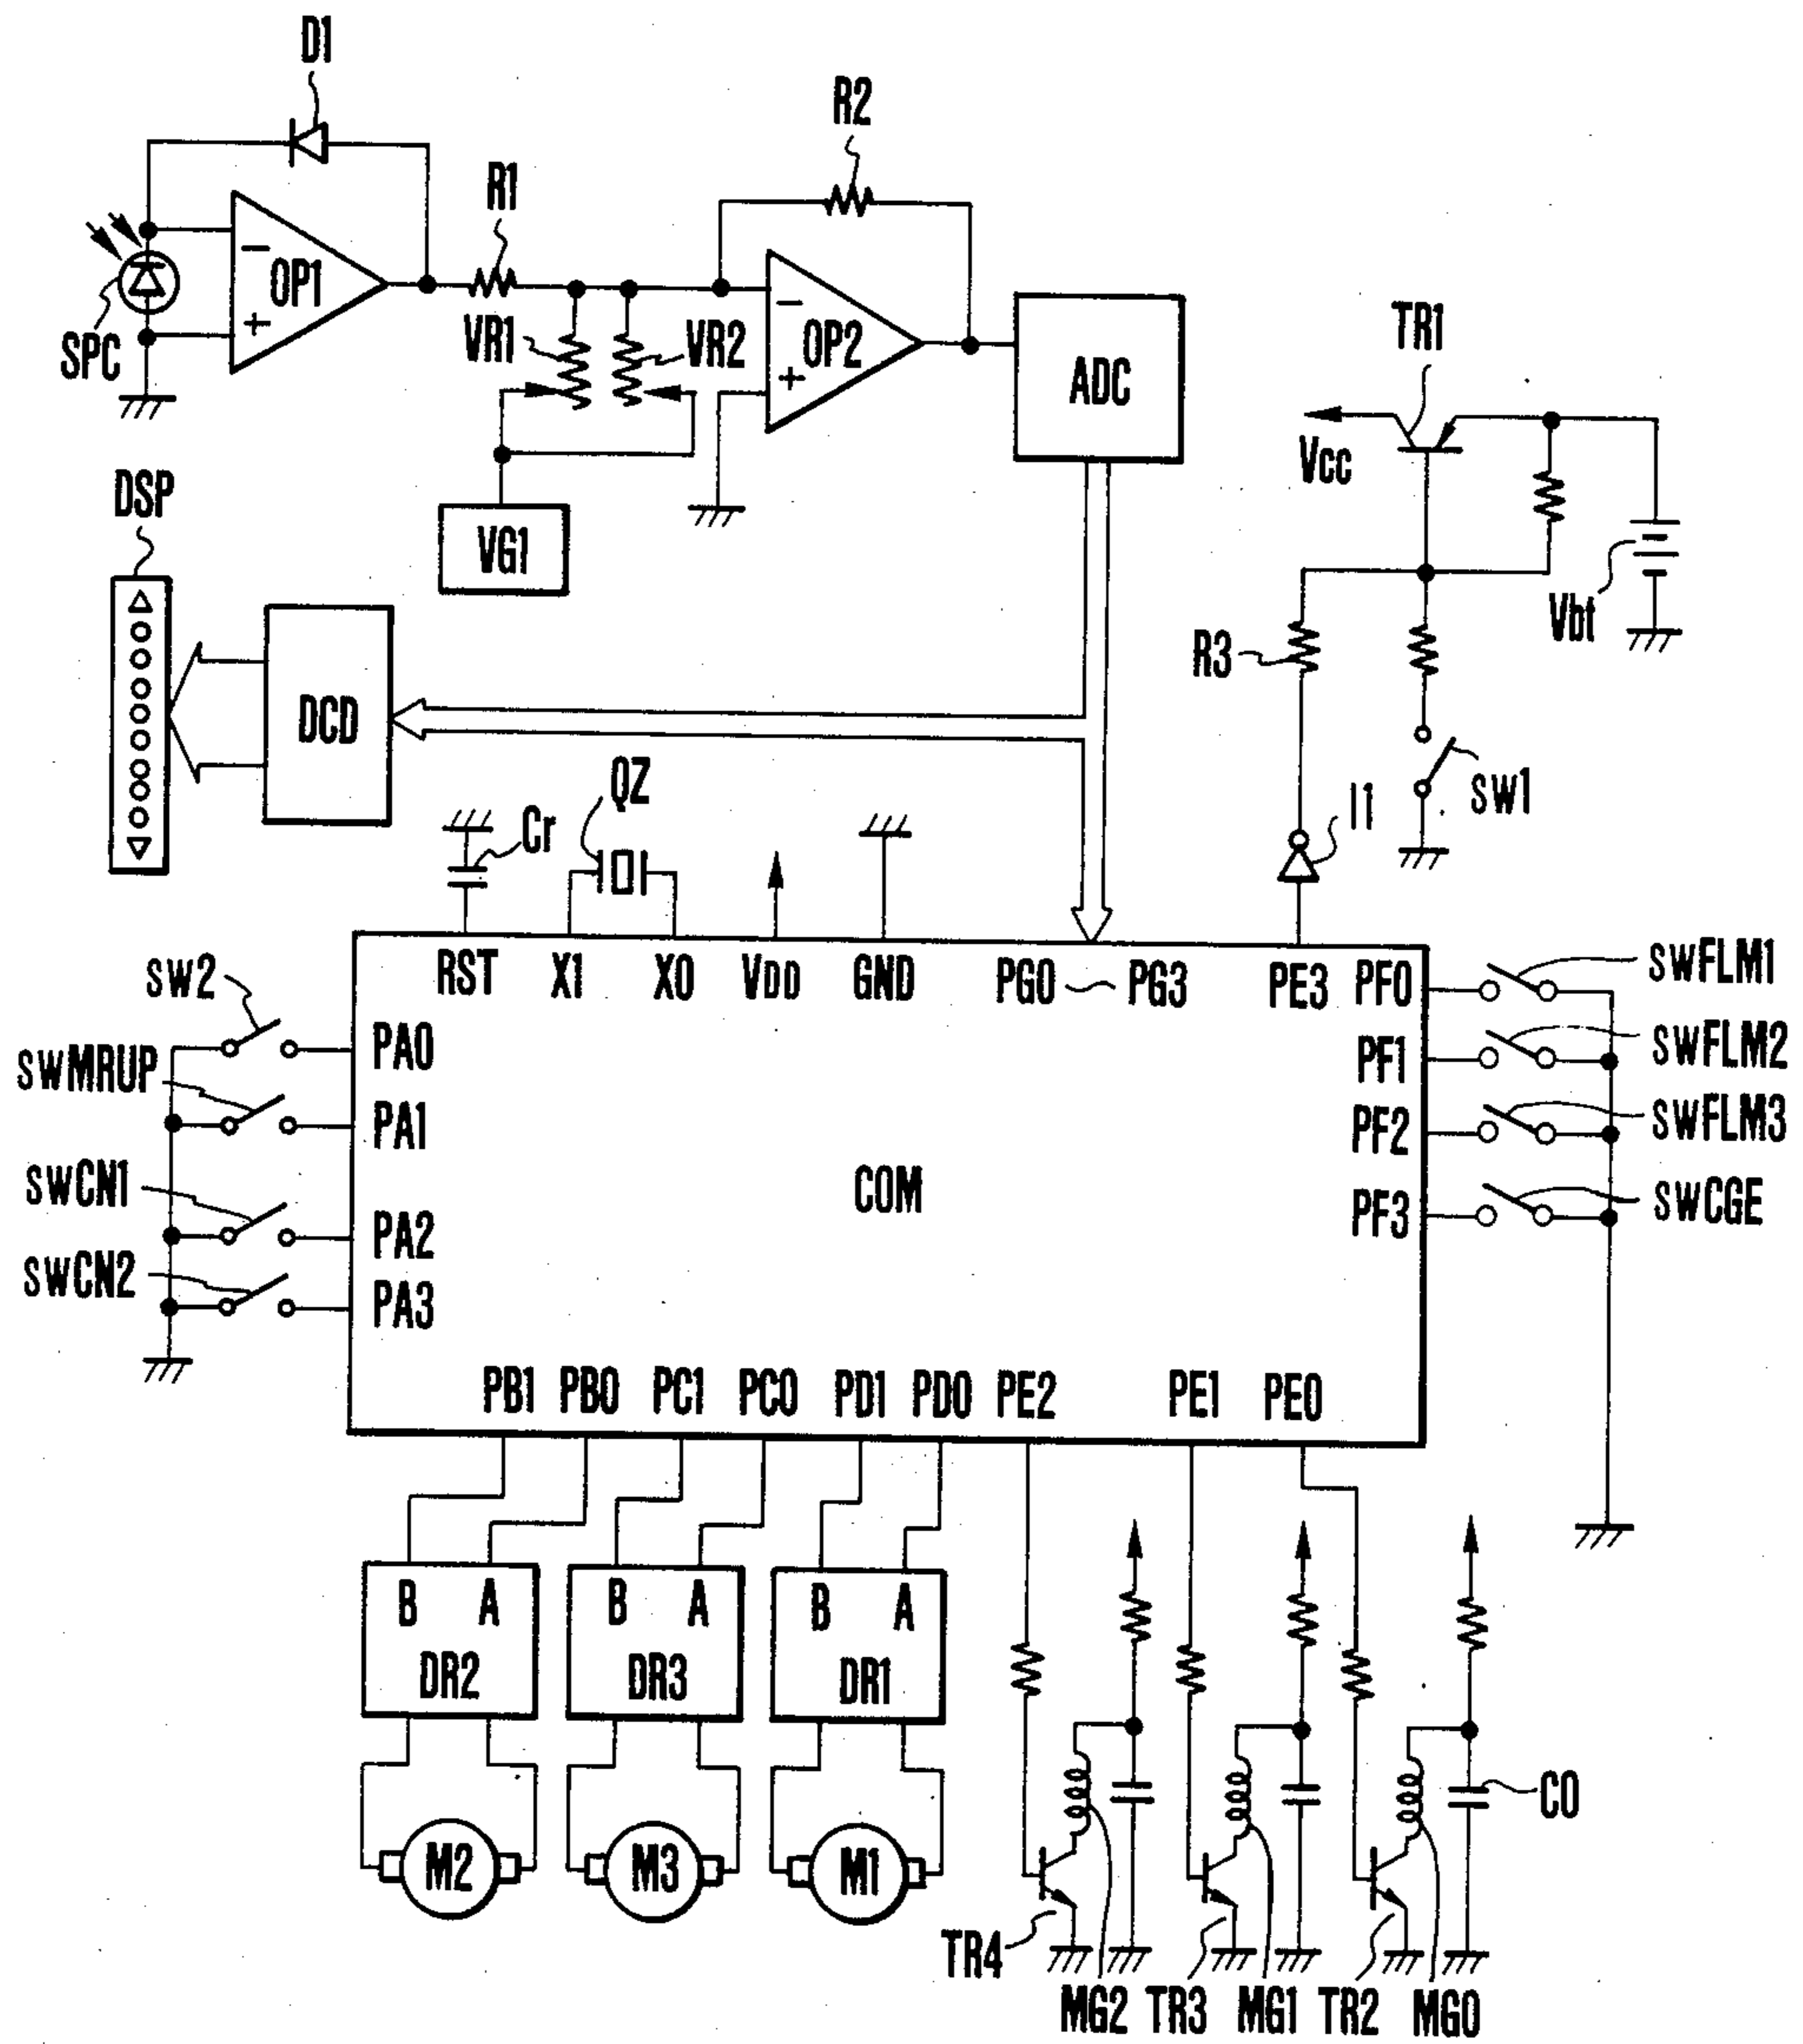 D1
R2
R1
OP1
SPC
VR1
VR2
OP2
ADC
TR1
Vcc
DSP
VG1
Vbt
R3
DCD
QZ
Cr
SW1
I1
RST X1 X0 VDD GND PG0 ~ PG3 PE3 PF0
SW2
SWFLM1
PA0
SWMRUP
PF1
SWFLM2
PA1
PF2
SWFLM3
SWCN1
COM
PA2
PF3
SWCGE
SWCN2
PA3
PB1 PB0 PC1 PC0 PD1 PD0 PE2 PE1 PE0
B A B A B A
DR2 DR3 DR1
C0
M2 M3 M1
TR4
MG2 TR3 MG1 TR2 MG0